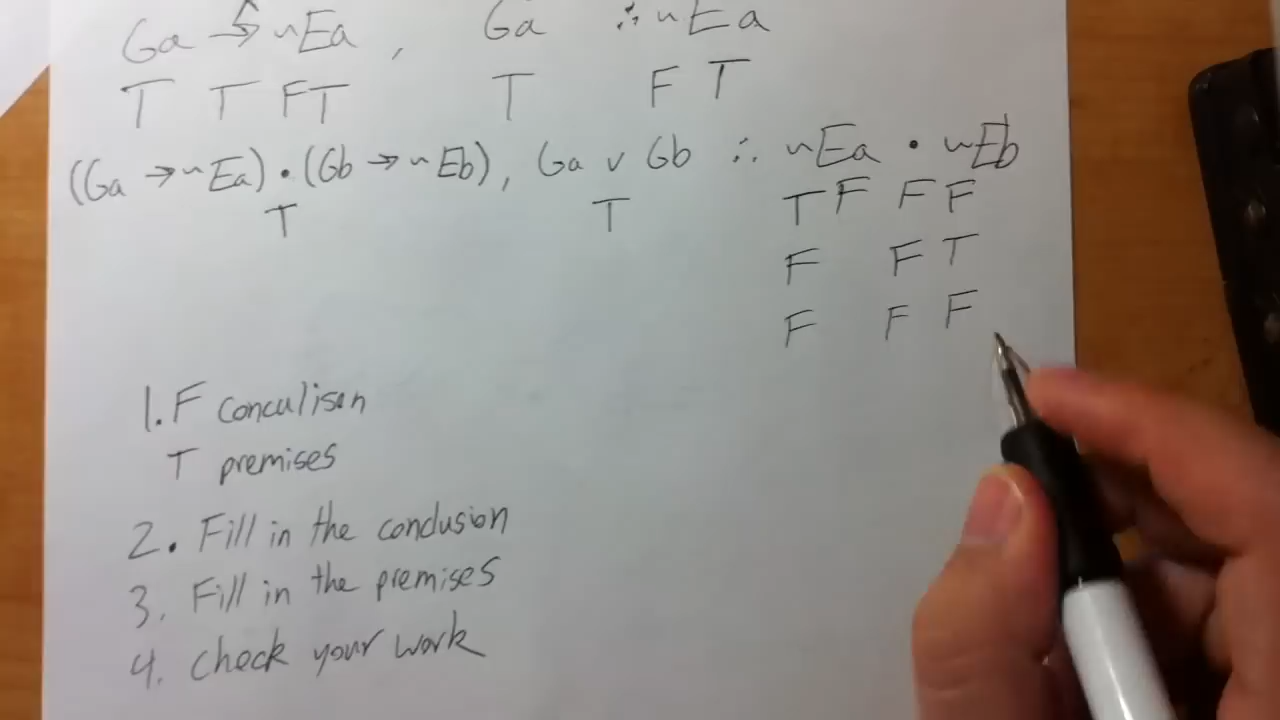 Ga → ~Ea , Ga ∴ ~Ea
T T FT T F T
(Ga → ~Ea) · (Gb → ~Eb), Ga v Gb ∴ ~Ea · ~Eb
T T T F F F
F F T
F F F
1. F conculison
T premises
2. Fill in the conclusion
3. Fill in the premises
4. Check your work